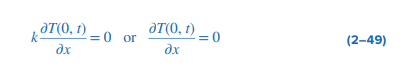 k ∂T(0, t)/∂x = 0 or ∂T(0, t)/∂x = 0 (2–49)